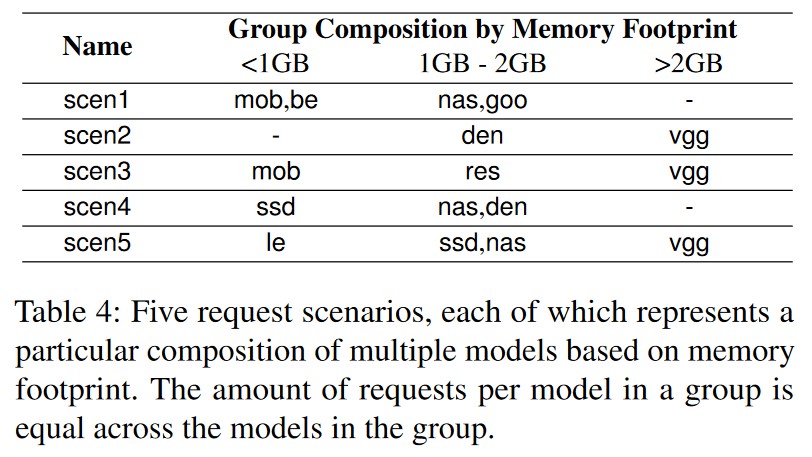 Name Group Composition by Memory Footprint
<1GB 1GB - 2GB >2GB
scen1 mob,be nas,goo -
scen2 - den vgg
scen3 mob res vgg
scen4 ssd nas,den -
scen5 le ssd,nas vgg
Table 4: Five request scenarios, each of which represents a
particular composition of multiple models based on memory
footprint. The amount of requests per model in a group is
equal across the models in the group.